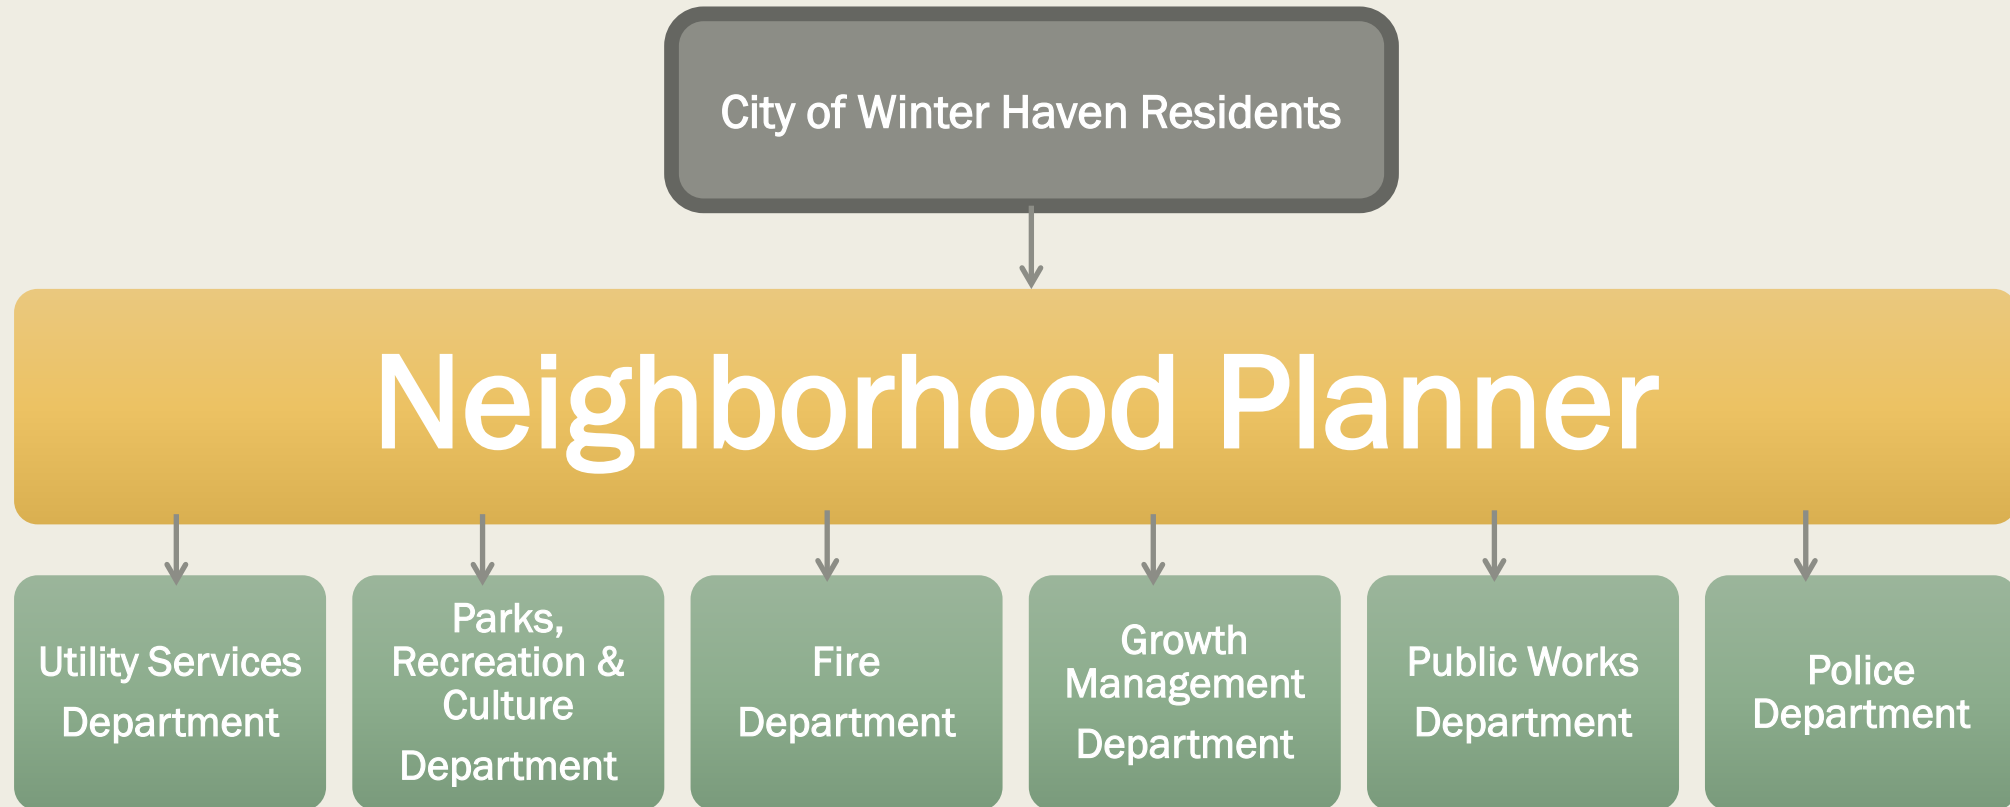 City of Winter Haven Residents
Neighborhood Planner
Utility Services
Department
Parks,
Recreation &
Culture
Department
Fire
Department
Growth
Management
Department
Public Works
Department
Police
Department